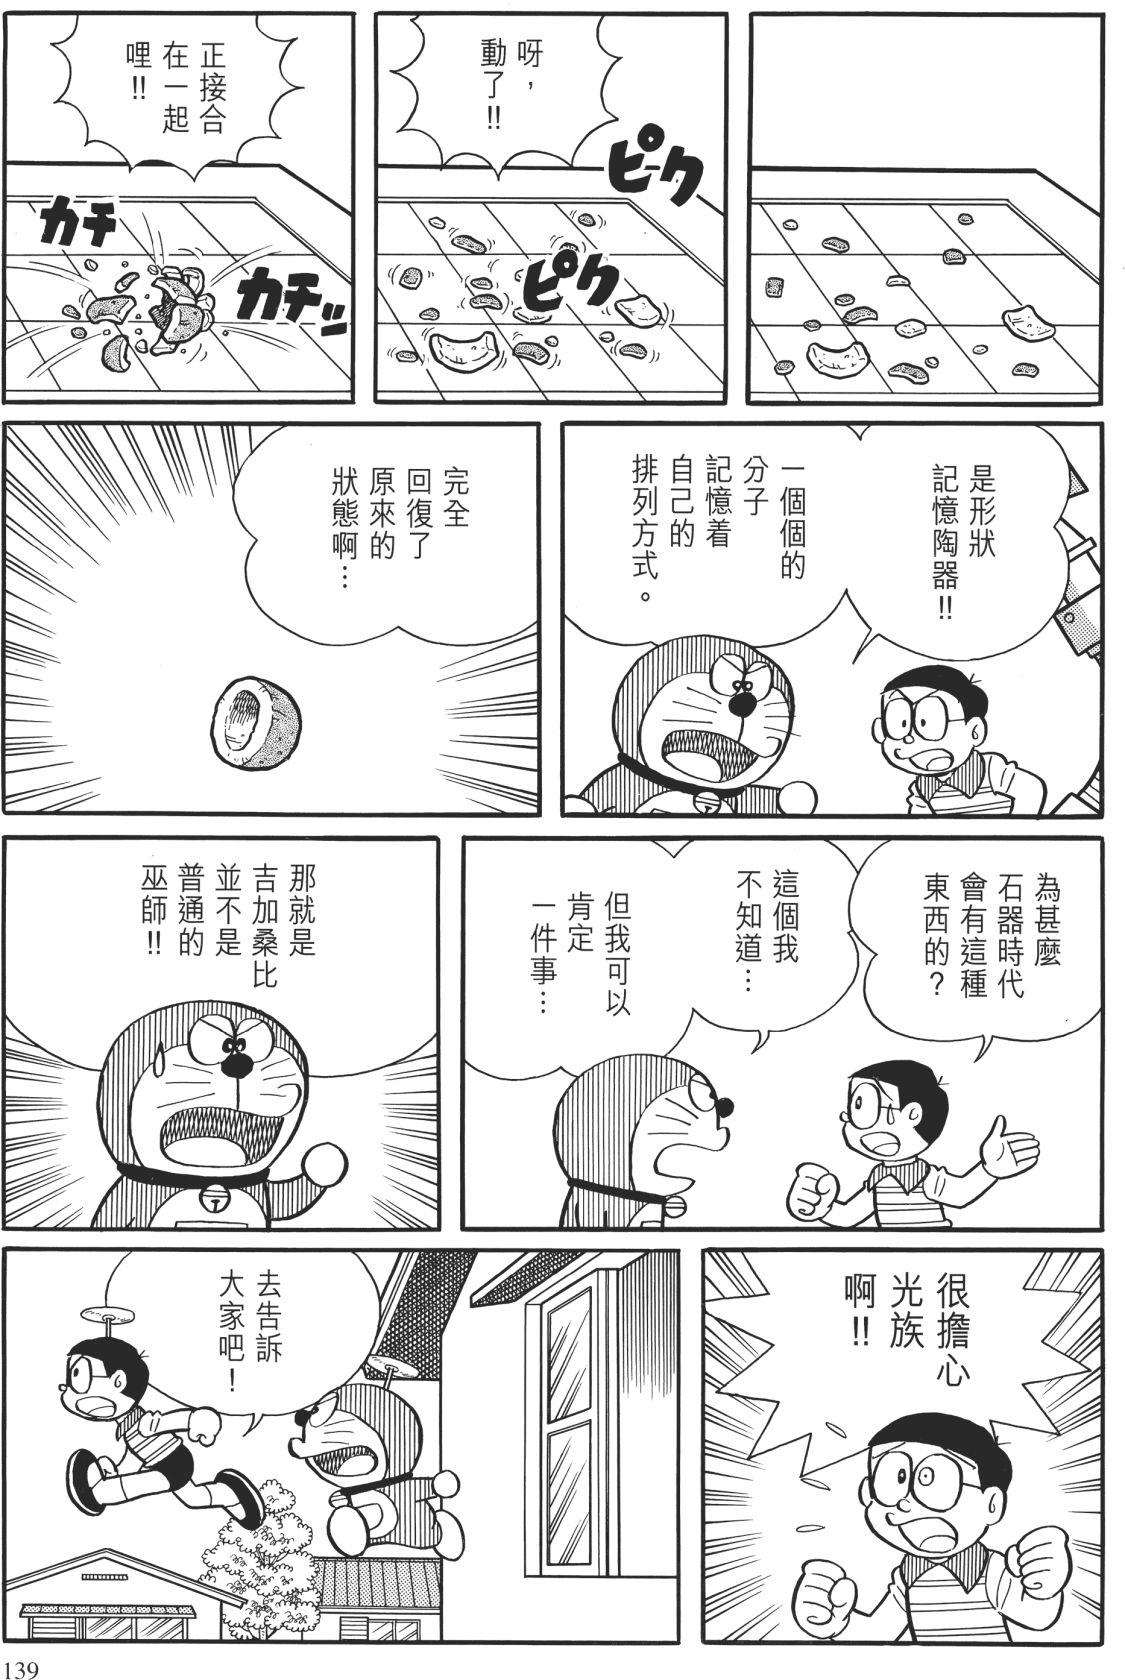 呀，
動了!!
ピク
ピク
正接合
在一起
哩!!
カチ
カチッ
是形狀
記憶陶器!!
一個個的
分子
記憶着
自己的
排列方式。
完全
回復了
原來的
狀態啊…
為甚麼
石器時代
會有這種
東西的？
這個我
不知道…
但我可以
肯定
一件事…
那就是
吉加桑比
並不是
普通的
巫師!!
很擔心
光族
啊!!
去告訴
大家吧！
139